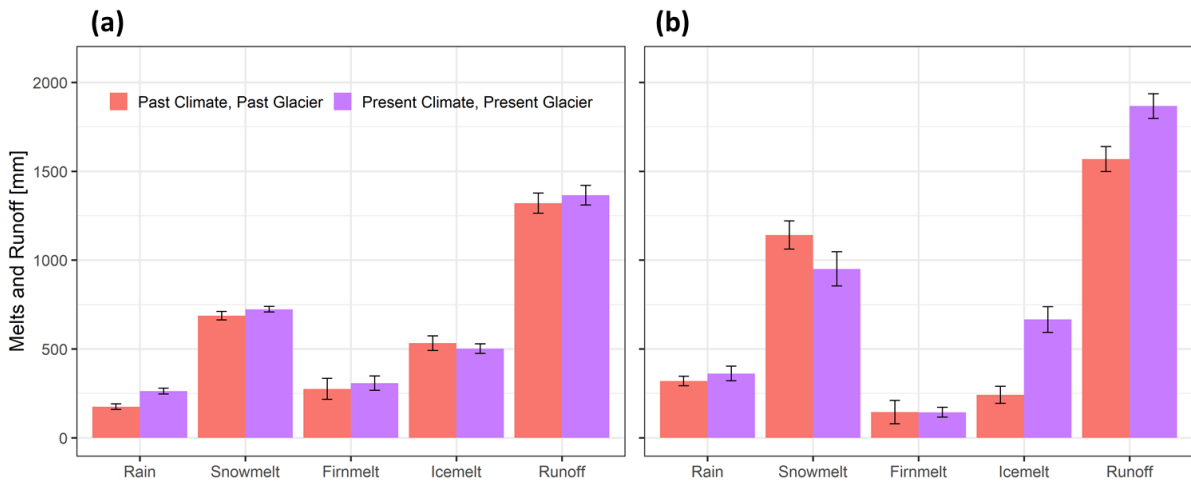 (a) (b)
Past Climate, Past Glacier Present Climate, Present Glacier
Melts and Runoff [mm]
2000
1500
1000
500
0
Rain Snowmelt Firnmelt Icemelt Runoff
Rain Snowmelt Firnmelt Icemelt Runoff